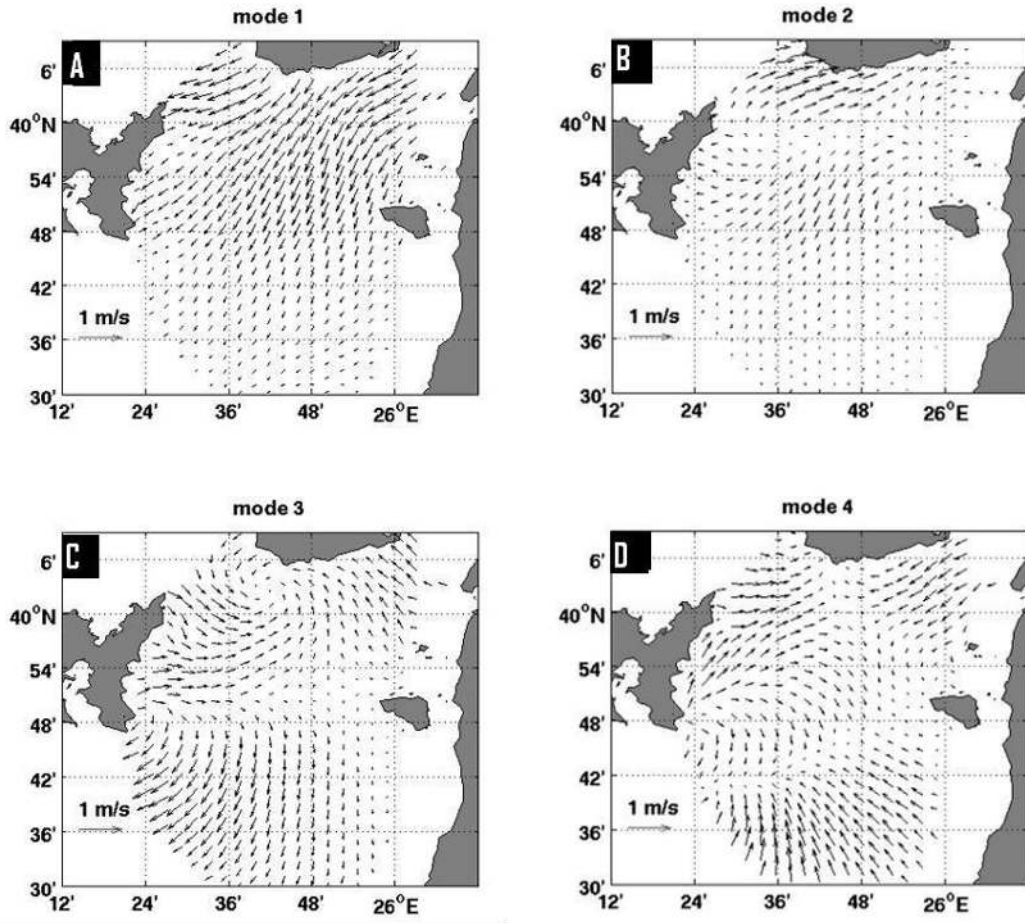 mode 1
A
6'
40°N
54'
48'
42'
1 m/s
36'
30'
12' 24' 36' 48' 26°E
mode 2
B
6'
40°N
54'
48'
42'
1 m/s
36'
30'
12' 24' 36' 48' 26°E
mode 3
C
6'
40°N
54'
48'
42'
1 m/s
36'
30'
12' 24' 36' 48' 26°E
mode 4
D
6'
40°N
54'
48'
42'
1 m/s
36'
30'
12' 24' 36' 48' 26°E